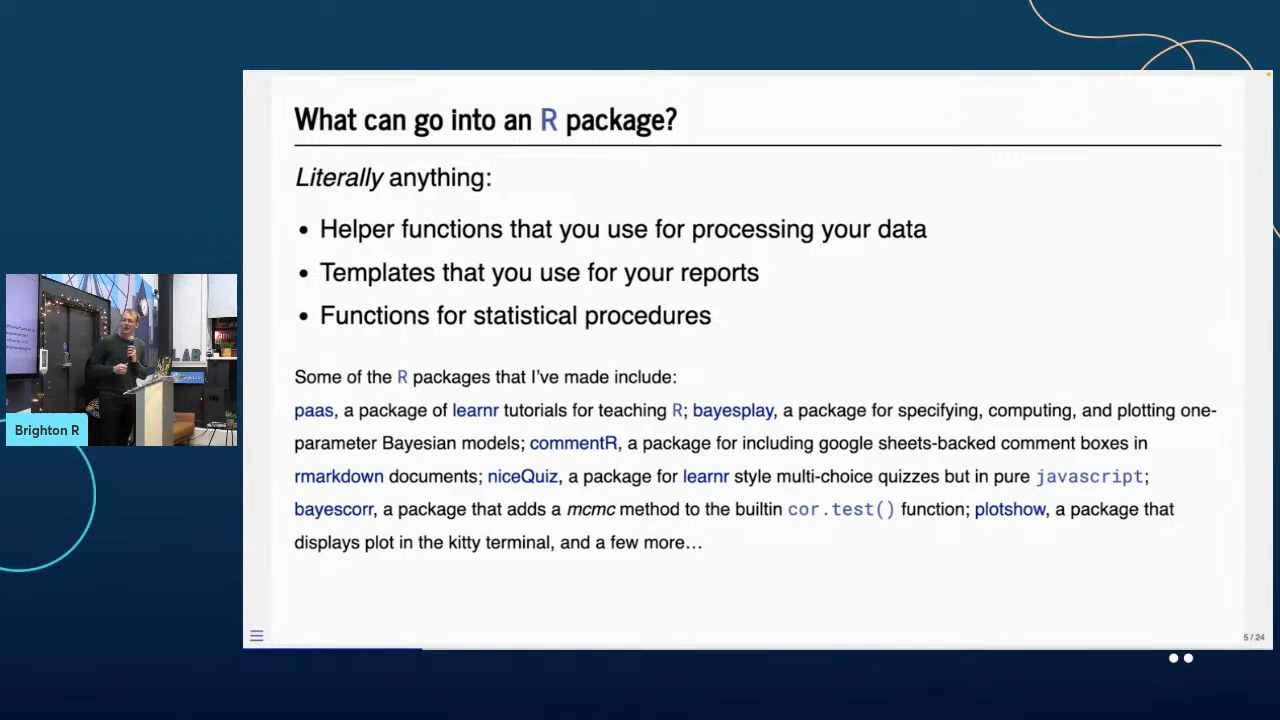 What can go into an R package?
Literally anything:
• Helper functions that you use for processing your data
• Templates that you use for your reports
• Functions for statistical procedures
Some of the R packages that I've made include:
paas, a package of learnr tutorials for teaching R; bayesplay, a package for specifying, computing, and plotting one-
parameter Bayesian models; commentR, a package for including google sheets-backed comment boxes in
rmarkdown documents; niceQuiz, a package for learnr style multi-choice quizzes but in pure javascript;
bayescorr, a package that adds a mcmc method to the builtin cor.test() function; plotshow, a package that
displays plot in the kitty terminal, and a few more…
LAB
Brighton R
5 / 24